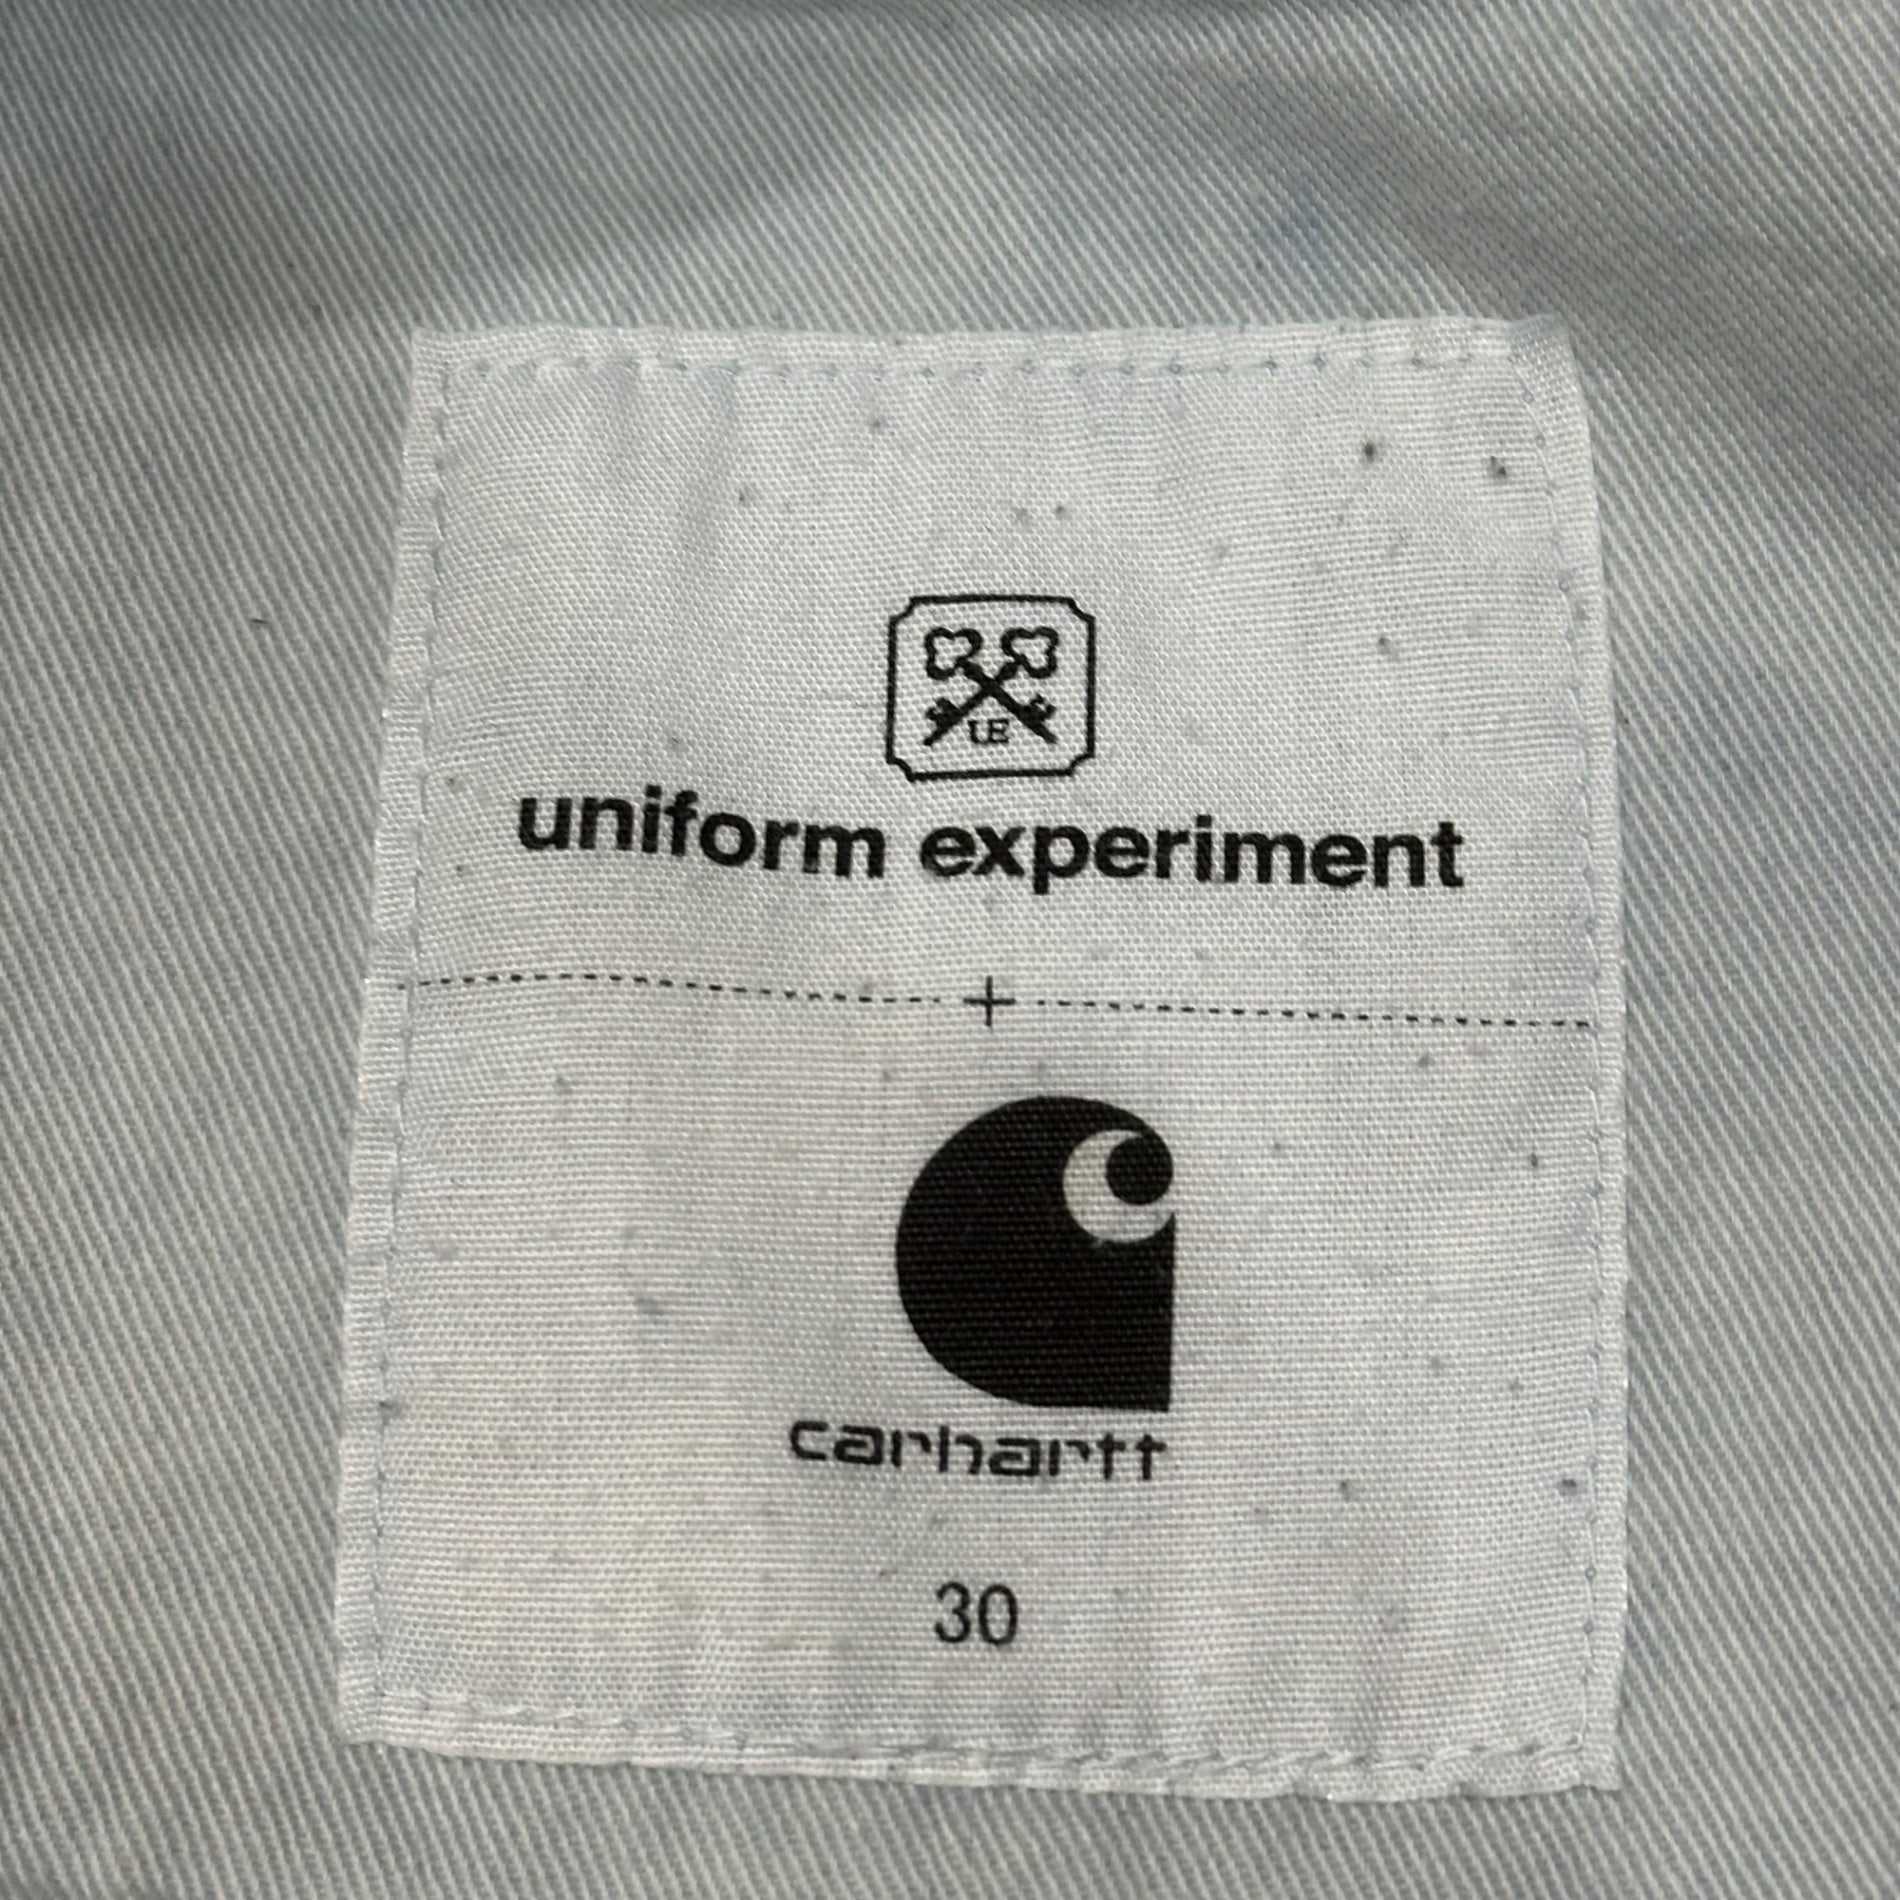 UE
uniform experiment
+
carhartt
30